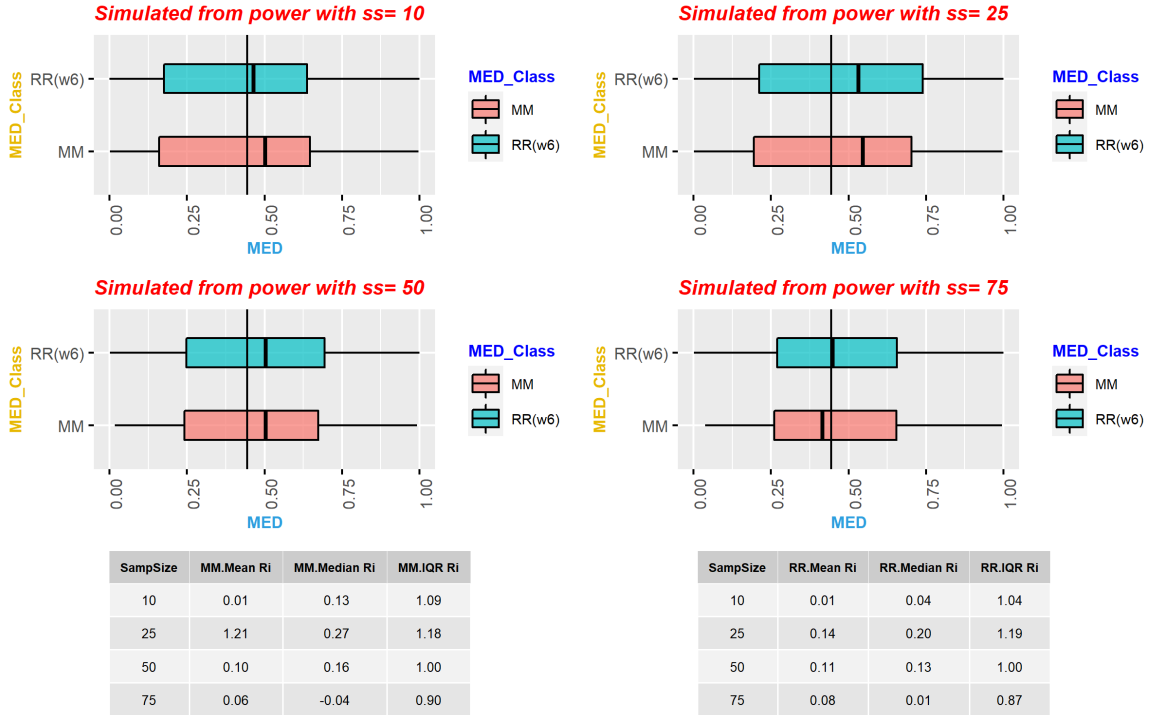 Simulated from power with ss= 10
MED_Class
RR(w6)
MM
0.00 0.25 0.50 0.75 1.00
MED
MED_Class
MM
RR(w6)
Simulated from power with ss= 25
MED_Class
RR(w6)
MM
0.00 0.25 0.50 0.75 1.00
MED
MED_Class
MM
RR(w6)
Simulated from power with ss= 50
MED_Class
RR(w6)
MM
0.00 0.25 0.50 0.75 1.00
MED
MED_Class
MM
RR(w6)
Simulated from power with ss= 75
MED_Class
RR(w6)
MM
0.00 0.25 0.50 0.75 1.00
MED
MED_Class
MM
RR(w6)
SampSize MM.Mean Ri MM.Median Ri MM.IQR Ri
10 0.01 0.13 1.09
25 1.21 0.27 1.18
50 0.10 0.16 1.00
75 0.06 -0.04 0.90
SampSize RR.Mean Ri RR.Median Ri RR.IQR Ri
10 0.01 0.04 1.04
25 0.14 0.20 1.19
50 0.11 0.13 1.00
75 0.08 0.01 0.87